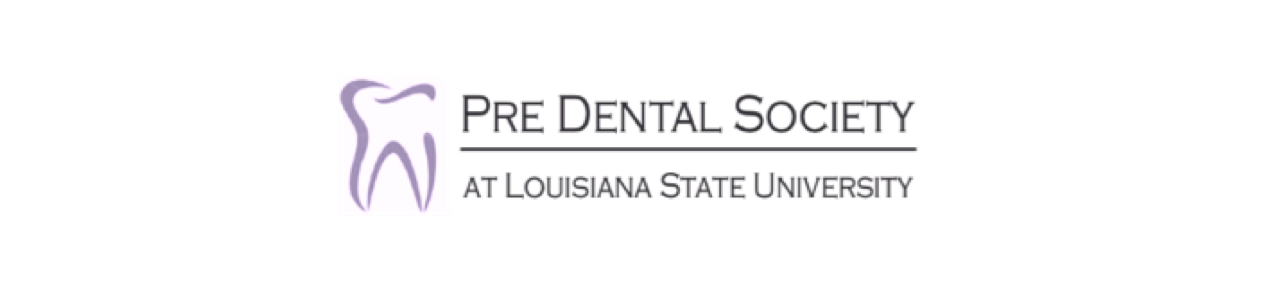 PRE DENTAL SOCIETY
AT LOUISIANA STATE UNIVERSITY